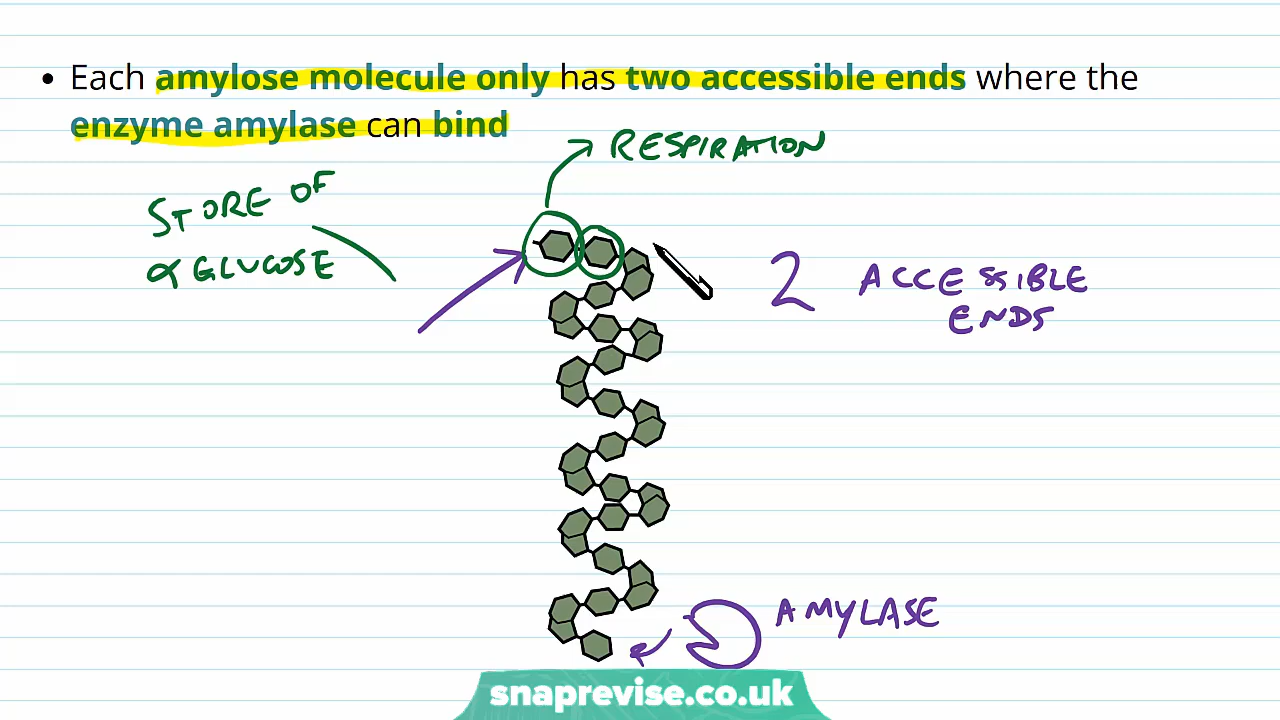 • Each amylose molecule only has two accessible ends where the
enzyme amylase can bind
RESPIRATION
STORE OF
α GLUCOSE
2 ACCESSIBLE
ENDS
AMYLASE
snaprevise.co.uk